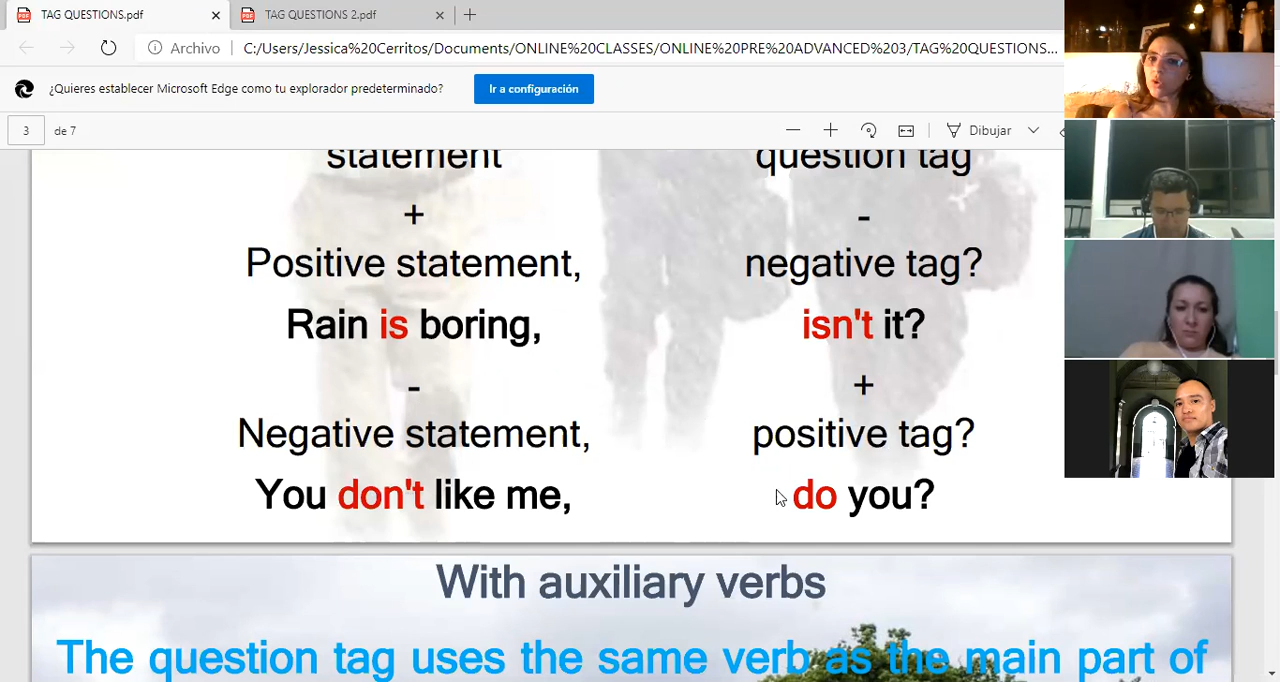 TAG QUESTIONS.pdf
TAG QUESTIONS 2.pdf
Archivo
C:/Users/Jessica%20Cerritos/Documents/ONLINE%20CLASSES/ONLINE%20PRE%20ADVANCED%203/TAG%20QUESTIONS...
¿Quieres establecer Microsoft Edge como tu explorador predeterminado?
Ir a configuración
3 de 7
Dibujar
statement question tag
+ -
Positive statement, negative tag?
Rain is boring, isn't it?
- +
Negative statement, positive tag?
You don't like me, do you?
With auxiliary verbs
The question tag uses the same verb as the main part of